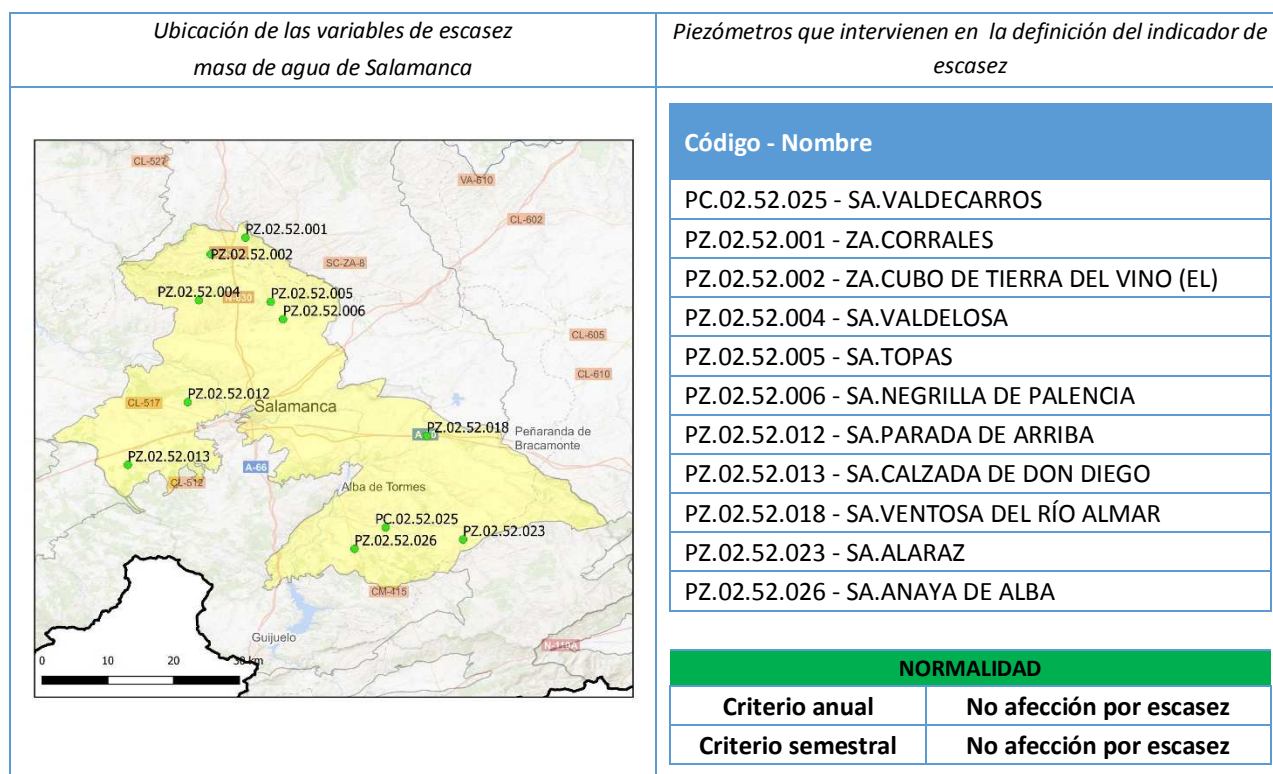 Ubicación de las variables de escasez
masa de agua de Salamanca
Piezómetros que intervienen en la definición del indicador de
escasez
CL-527
VA-610
CL-602
PZ.02.52.001
PZ.02.52.002
SC-ZA-8
PZ.02.52.004
PZ.02.52.005
PZ.02.52.006
CL-605
CL-610
PZ.02.52.012
CL-517
Salamanca
PZ.02.52.018
Peñaranda de
Bracamonte
PZ.02.52.013
A-66
CL-512
Alba de Tormes
PC.02.52.025
PZ.02.52.023
PZ.02.52.026
CM-415
Guijuelo
N-110A
0 10 20 30 km
Código - Nombre
PC.02.52.025 - SA.VALDECARROS
PZ.02.52.001 - ZA.CORRALES
PZ.02.52.002 - ZA.CUBO DE TIERRA DEL VINO (EL)
PZ.02.52.004 - SA.VALDELOSA
PZ.02.52.005 - SA.TOPAS
PZ.02.52.006 - SA.NEGRILLA DE PALENCIA
PZ.02.52.012 - SA.PARADA DE ARRIBA
PZ.02.52.013 - SA.CALZADA DE DON DIEGO
PZ.02.52.018 - SA.VENTOSA DEL RÍO ALMAR
PZ.02.52.023 - SA.ALARAZ
PZ.02.52.026 - SA.ANAYA DE ALBA
NORMALIDAD
Criterio anual No afección por escasez
Criterio semestral No afección por escasez